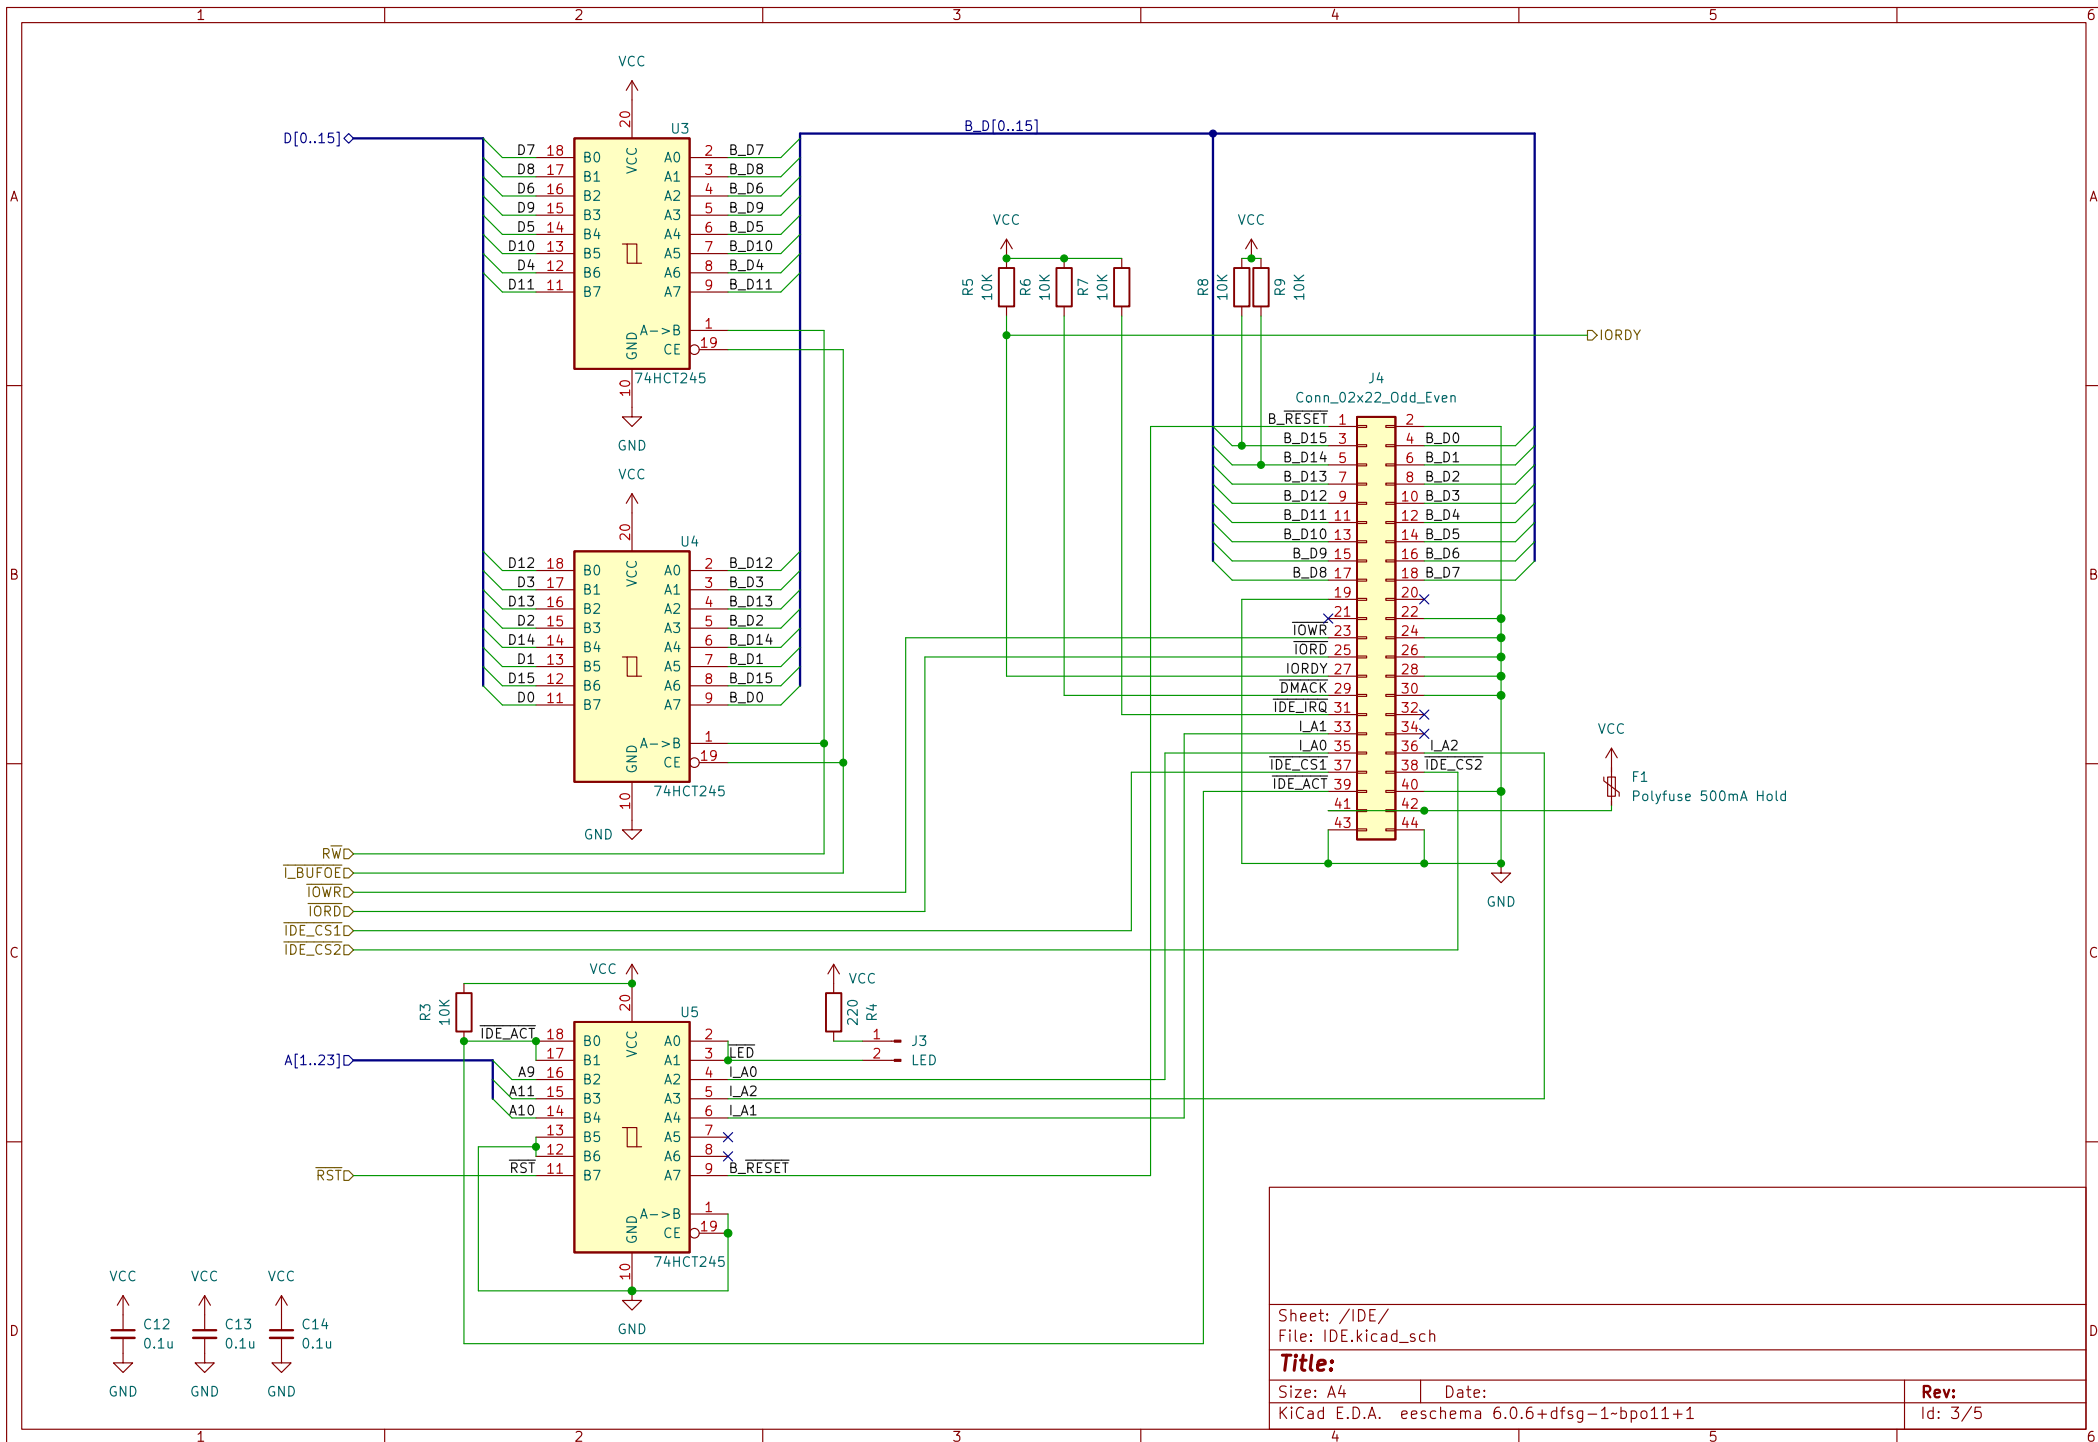 1 2 3 4 5 6
A
B
C
D
A
B
C
D
1 2 3 4 5 6
VCC
20
U3
D[0..15]
B_D[0..15]
VCC
D7 18 B0 A0 2 B_D7
D8 17 B1 A1 3 B_D8
D6 16 B2 A2 4 B_D6
D9 15 B3 A3 5 B_D9
D5 14 B4 A4 6 B_D5
D10 13 B5 A5 7 B_D10
D4 12 B6 A6 8 B_D4
D11 11 B7 A7 9 B_D11
A->B 1
GND CE 19
74HCT245
10
GND
VCC
20
U4
VCC
D12 18 B0 A0 2 B_D12
D3 17 B1 A1 3 B_D3
D13 16 B2 A2 4 B_D13
D2 15 B3 A3 5 B_D2
D14 14 B4 A4 6 B_D14
D1 13 B5 A5 7 B_D1
D15 12 B6 A6 8 B_D15
D0 11 B7 A7 9 B_D0
A->B 1
GND CE 19
74HCT245
10
GND
VCC
R5 10K R6 10K R7 10K
VCC
R8 10K R9 10K
IORDY
J4
Conn_02x22_Odd_Even
B_RESET 1 2
B_D15 3 4 B_D0
B_D14 5 6 B_D1
B_D13 7 8 B_D2
B_D12 9 10 B_D3
B_D11 11 12 B_D4
B_D10 13 14 B_D5
B_D9 15 16 B_D6
B_D8 17 18 B_D7
19 20
21 22
IOWR 23 24
IORD 25 26
IORDY 27 28
DMACK 29 30
IDE_IRQ 31 32
I_A1 33 34
I_A0 35 36 I_A2
IDE_CS1 37 38 IDE_CS2
IDE_ACT 39 40
41 42
43 44
GND
VCC
F1
Polyfuse 500mA Hold
RW
I_BUFOE
IOWR
IORD
IDE_CS1
IDE_CS2
VCC
20
U5
R3 10K
VCC
220 R4
J3
LED
1
2
A[1..23]
VCC
IDE_ACT 18 B0 A0 2
17 B1 A1 3 LED
A9 16 B2 A2 4 I_A0
A11 15 B3 A3 5 I_A2
A10 14 B4 A4 6 I_A1
13 B5 A5 7
12 B6 A6 8
RST RST 11 B7 A7 9 B_RESET
A->B 1
GND CE 19
74HCT245
10
GND
VCC VCC VCC
C12 C13 C14
0.1u 0.1u 0.1u
GND GND GND
Sheet: /IDE/
File: IDE.kicad_sch
Title:
Size: A4 Date: Rev:
KiCad E.D.A. eeschema 6.0.6+dfsg-1~bpo11+1 Id: 3/5